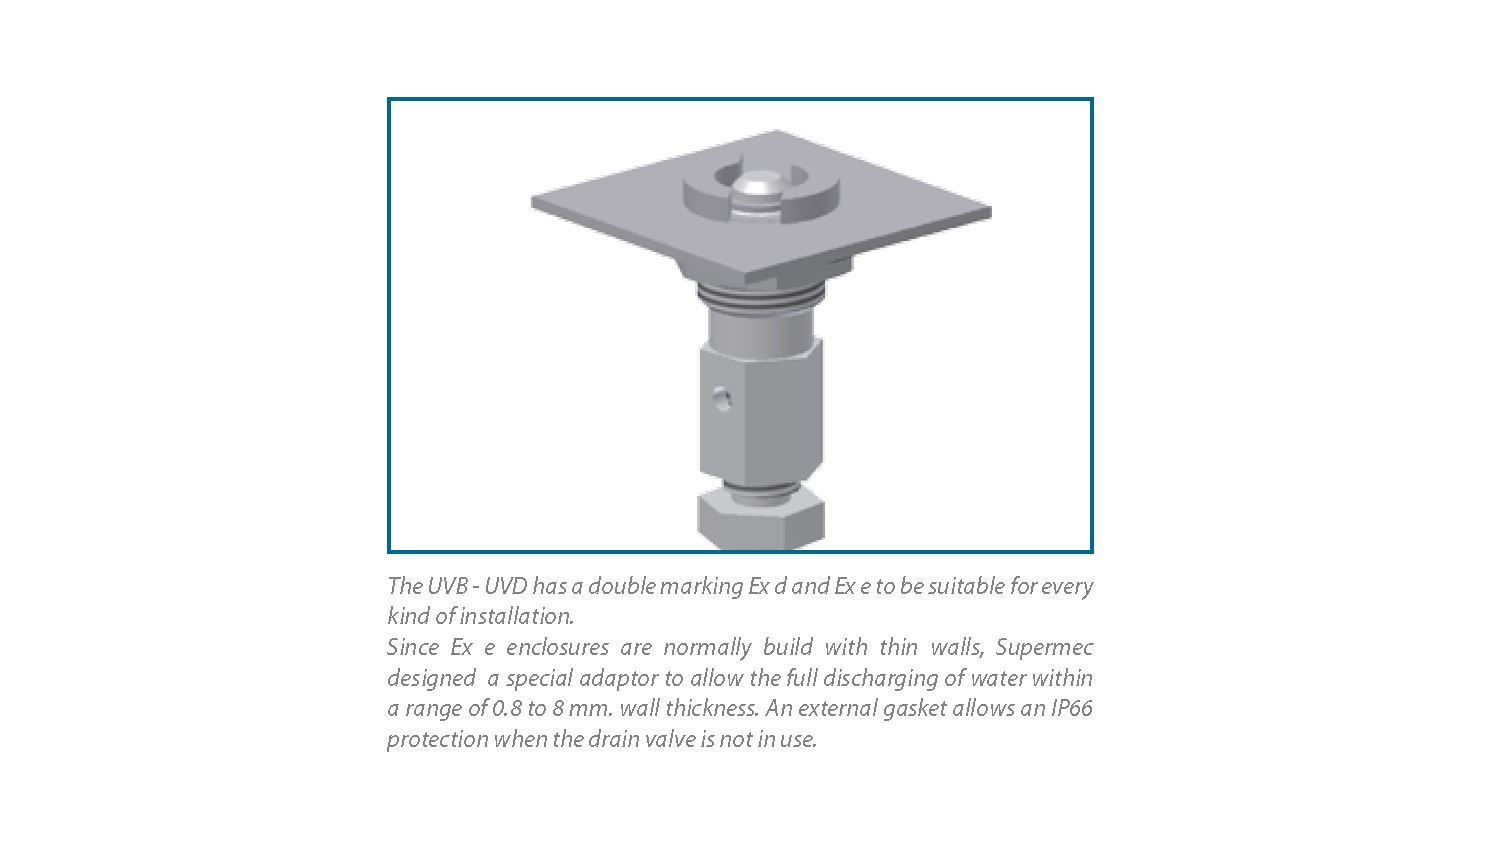 The UVB - UVD has a double marking Ex d and Ex e to be suitable for every
kind of installation.
Since Ex e enclosures are normally build with thin walls, Supermec
designed a special adaptor to allow the full discharging of water within
a range of 0.8 to 8 mm. wall thickness. An external gasket allows an IP66
protection when the drain valve is not in use.